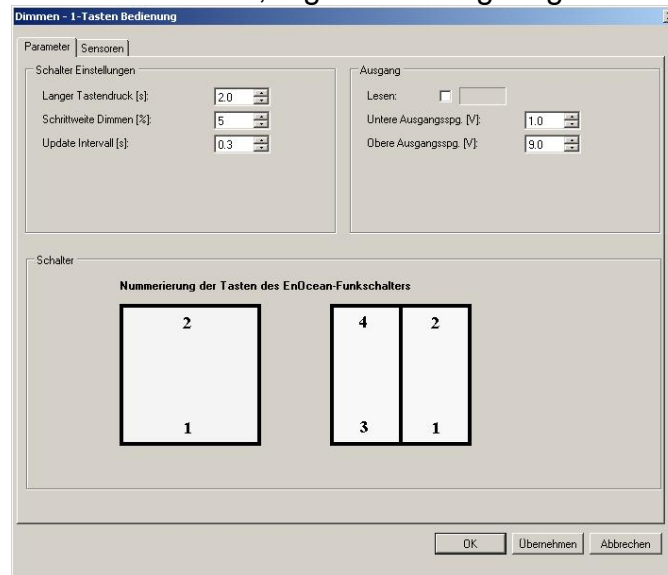 Dimmen - 1-Tasten Bedienung
Parameter Sensoren
Schalter Einstellungen
Langer Tastendruck [s]: 2.0
Schrittweite Dimmen [%]: 5
Update Intervall [s]: 0.3
Ausgang
Lesen:
Untere Ausgangsspg. [V]: 1.0
Obere Ausgangsspg. [V]: 9.0
Schalter
Nummerierung der Tasten des EnOcean-Funkschalters
2 4 2
1 3 1
OK Übernehmen Abbrechen